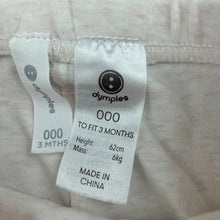 dymples
000
3 MTHS
dymples
000
TO FIT 3 MONTHS
Height: 62cm
Mass: 6kg
MADE IN
CHINA